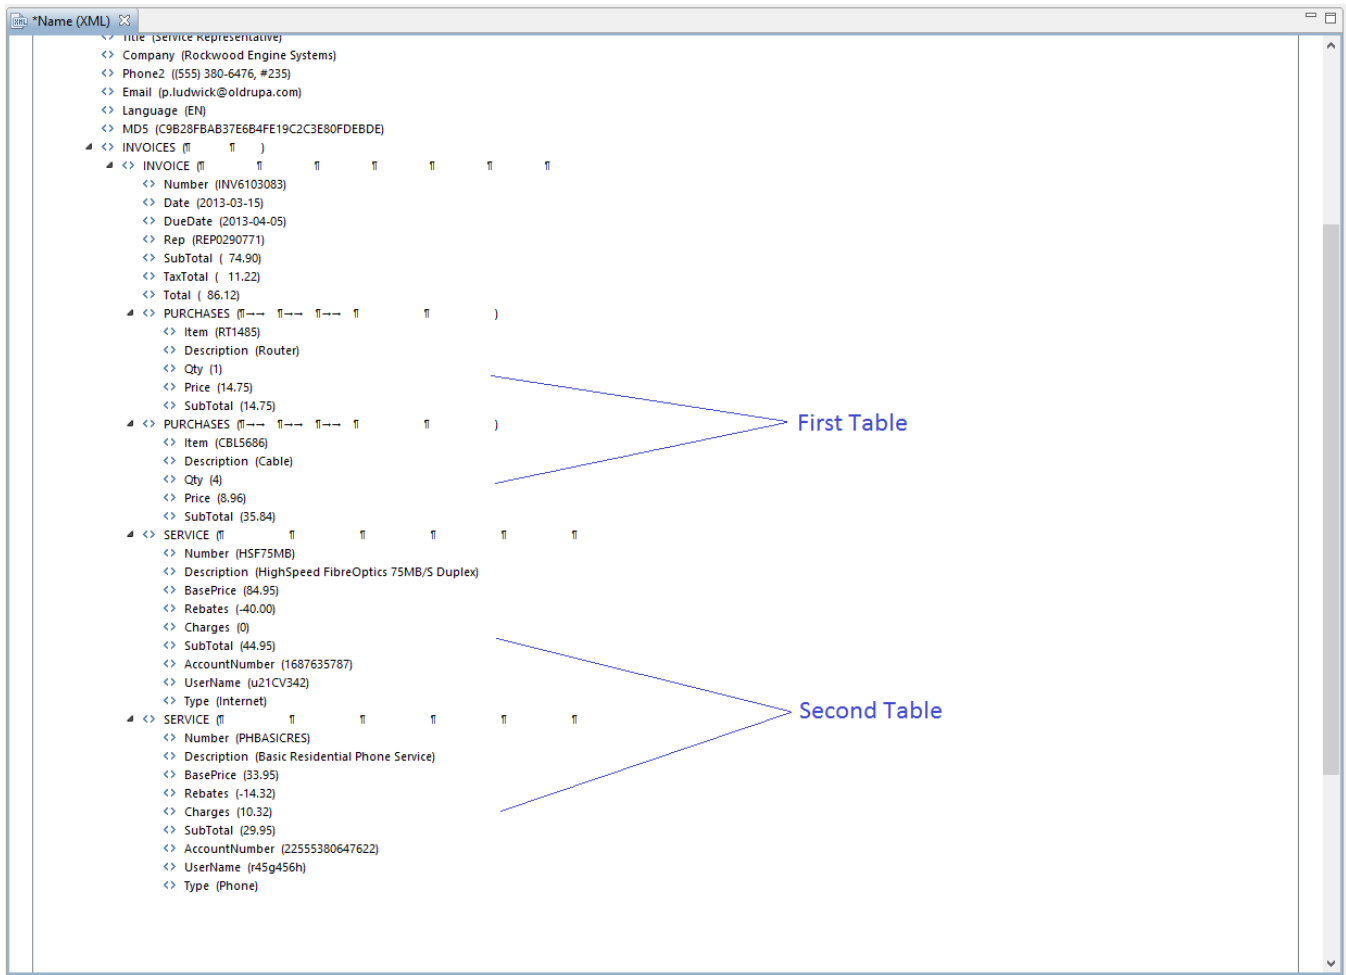 *Name (XML)
Title (Service Representative)
Company (Rockwood Engine Systems)
Phone2 ((555) 380-6476, #235)
Email (p.ludwick@oldrupa.com)
Language (EN)
MD5 (C9B28FBAB37E6B4FE19C2C3E80FDEBDE)
INVOICES (¶ ¶ )
INVOICE (¶ ¶ ¶ ¶ ¶ ¶ ¶
Number (INV6103083)
Date (2013-03-15)
DueDate (2013-04-05)
Rep (REP0290771)
SubTotal ( 74.90)
TaxTotal ( 11.22)
Total ( 86.12)
PURCHASES (¶→→ ¶→→ ¶→→ ¶ ¶ )
Item (RT1485)
Description (Router)
Qty (1)
Price (14.75)
SubTotal (14.75)
First Table
PURCHASES (¶→→ ¶→→ ¶→→ ¶ ¶ )
Item (CBL5686)
Description (Cable)
Qty (4)
Price (8.96)
SubTotal (35.84)
SERVICE (¶ ¶ ¶ ¶ ¶ ¶
Number (HSF75MB)
Description (HighSpeed FibreOptics 75MB/S Duplex)
BasePrice (84.95)
Rebates (-40.00)
Charges (0)
SubTotal (44.95)
AccountNumber (1687635787)
UserName (u21CV342)
Type (Internet)
Second Table
SERVICE (¶ ¶ ¶ ¶ ¶ ¶
Number (PHBASICRES)
Description (Basic Residential Phone Service)
BasePrice (33.95)
Rebates (-14.32)
Charges (10.32)
SubTotal (29.95)
AccountNumber (22555380647622)
UserName (r45g456h)
Type (Phone)